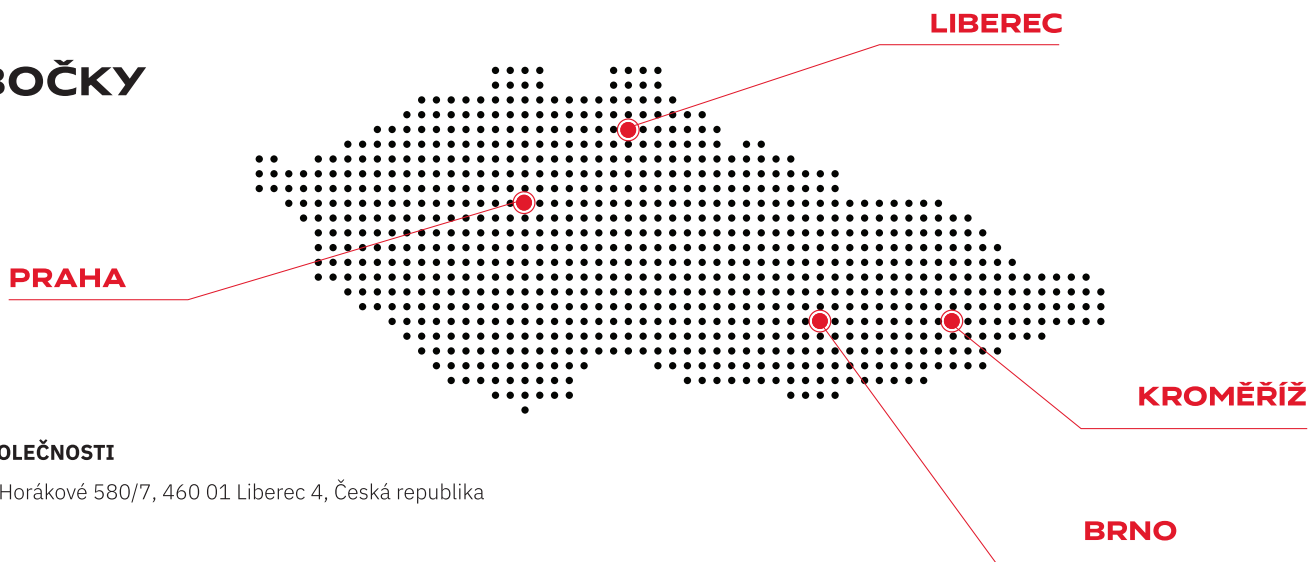 LIBEREC
BOČKY
PRAHA
KROMĚŘÍŽ
OLEČNOSTI
Horákové 580/7, 460 01 Liberec 4, Česká republika
BRNO